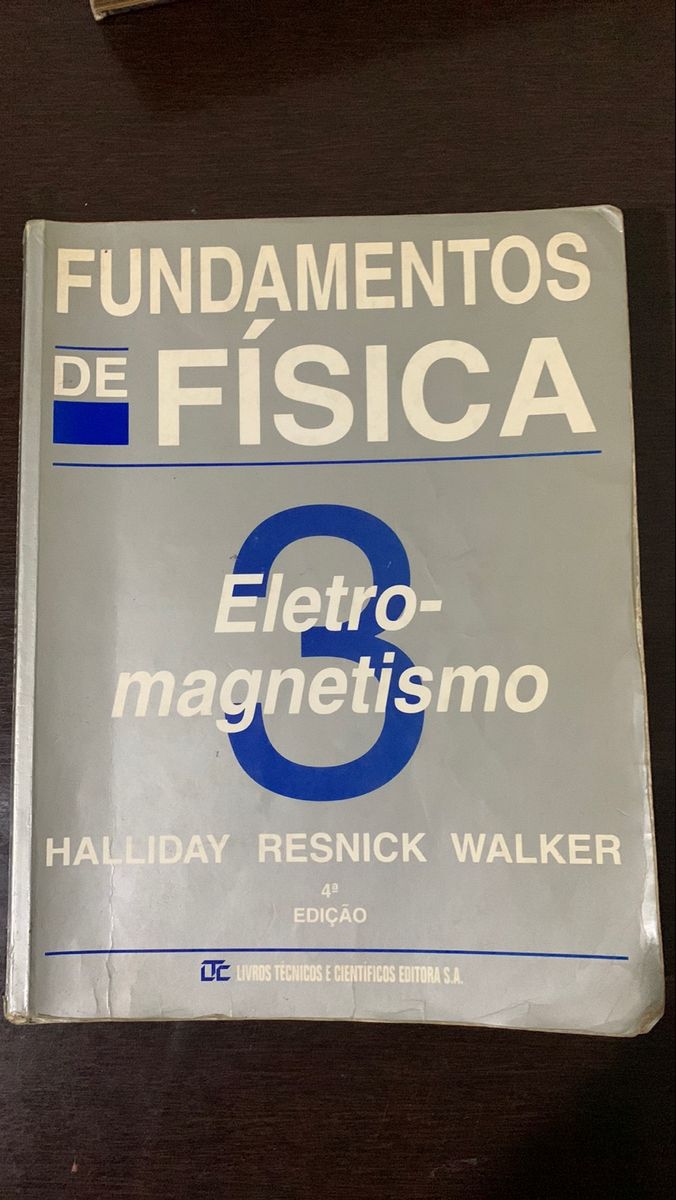 FUNDAMENTOS
DE FÍSICA
3
Eletro-
magnetismo
HALLIDAY RESNICK WALKER
4ª
EDIÇÃO
LTC LIVROS TÉCNICOS E CIENTÍFICOS EDITORA S.A.